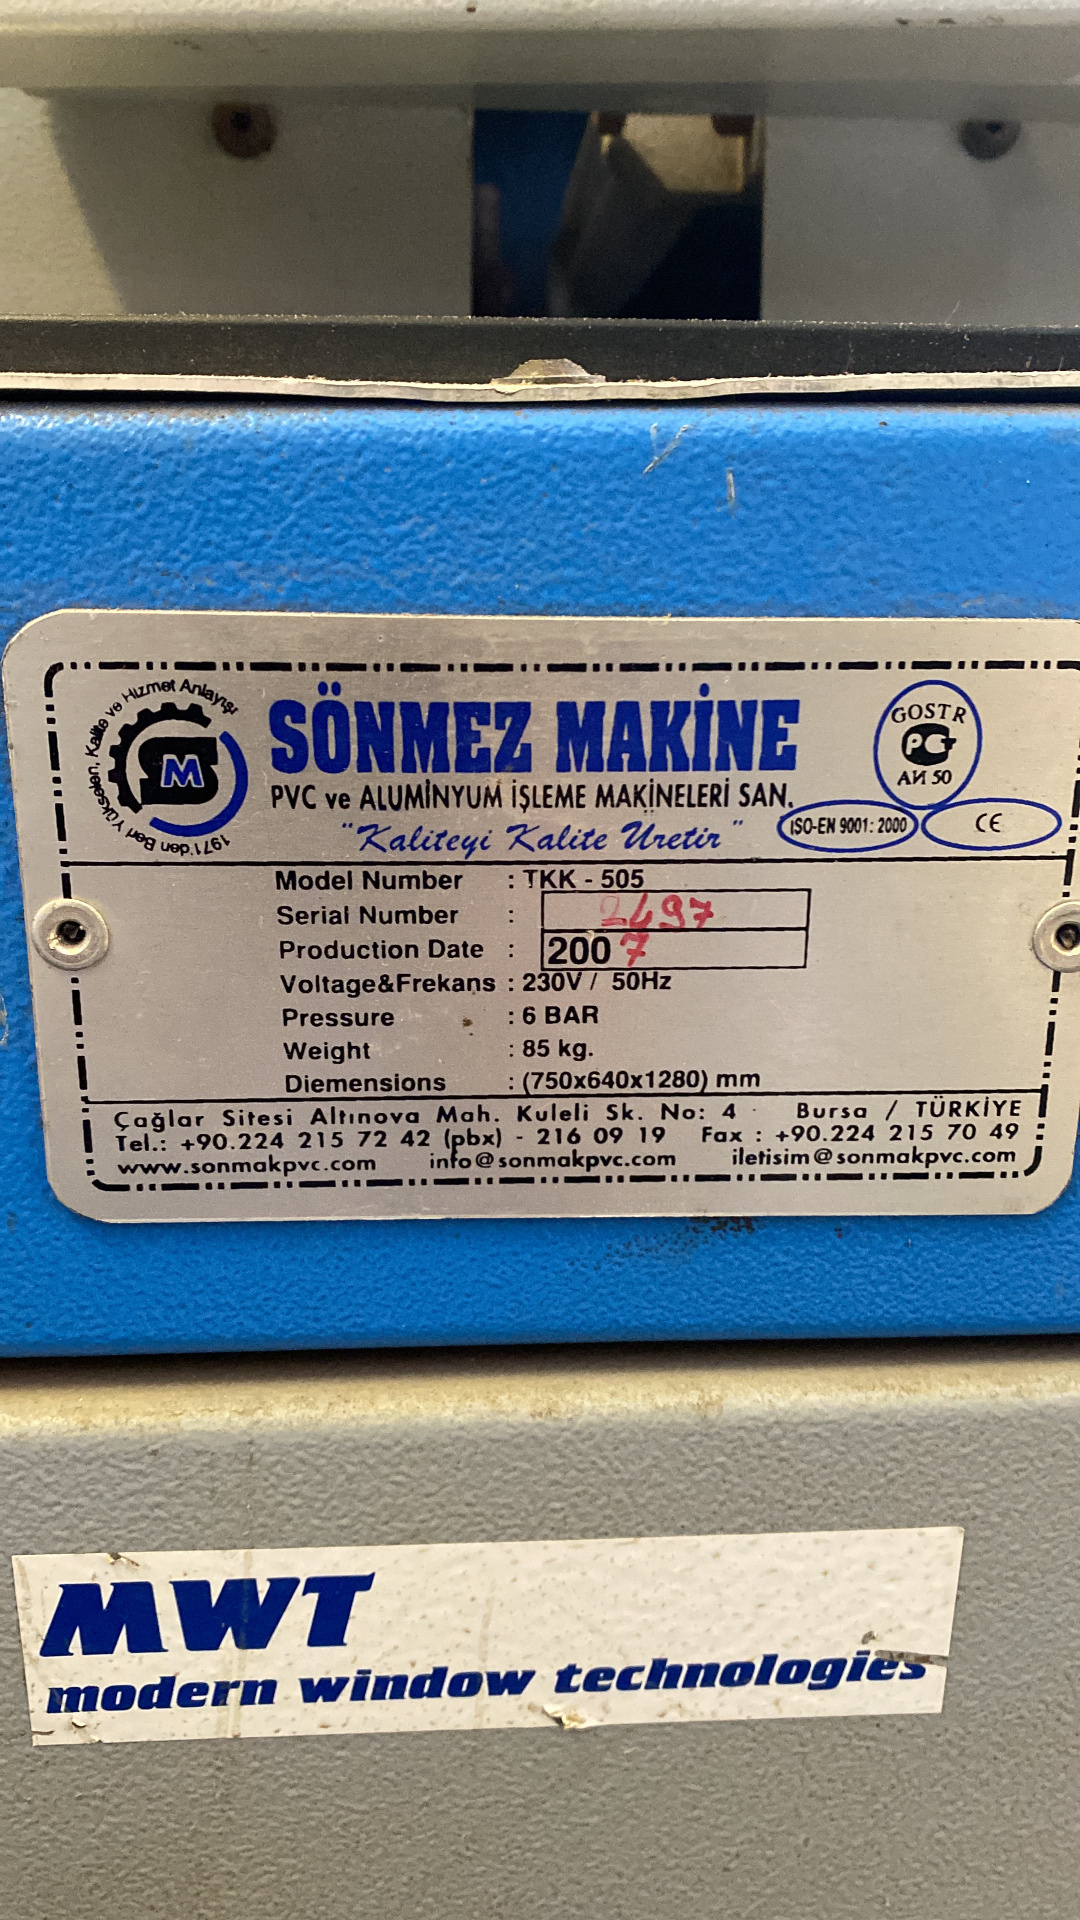 1971'den Beri Yükselen, Kalite ve Hizmet Anlayışı
SM
SÖNMEZ MAKİNE
PVC ve ALUMİNYUM İŞLEME MAKİNELERİ SAN.
"Kaliteyi Kalite Üretir"
GOSTR
PCT
АИ 50
ISO-EN 9001: 2000
CE
Model Number : TKK - 505
Serial Number : 2497
Production Date : 2007
Voltage&Frekans : 230V / 50Hz
Pressure : 6 BAR
Weight : 85 kg.
Diemensions : (750x640x1280) mm
Çağlar Sitesi Altınova Mah. Kuleli Sk. No: 4 Bursa / TÜRKİYE
Tel.: +90.224 215 72 42 (pbx) - 216 09 19 Fax : +90.224 215 70 49
www.sonmakpvc.com info@sonmakpvc.com iletisim@sonmakpvc.com
MWT
modern window technologies